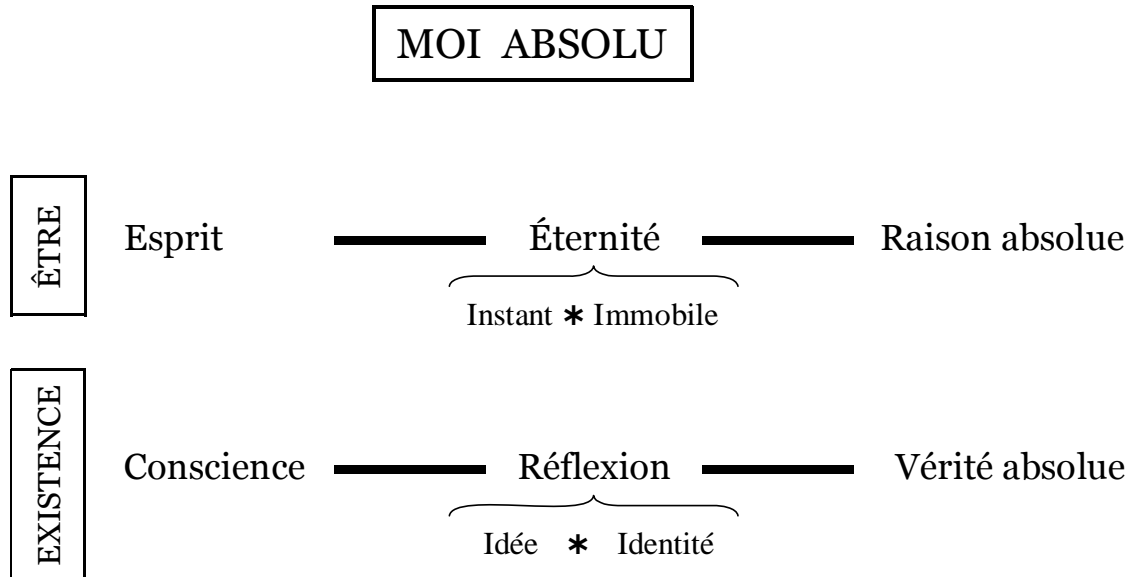 MOI ABSOLU
ÊTRE
Esprit Éternité Raison absolue
Instant * Immobile
EXISTENCE
Conscience Réflexion Vérité absolue
Idée * Identité